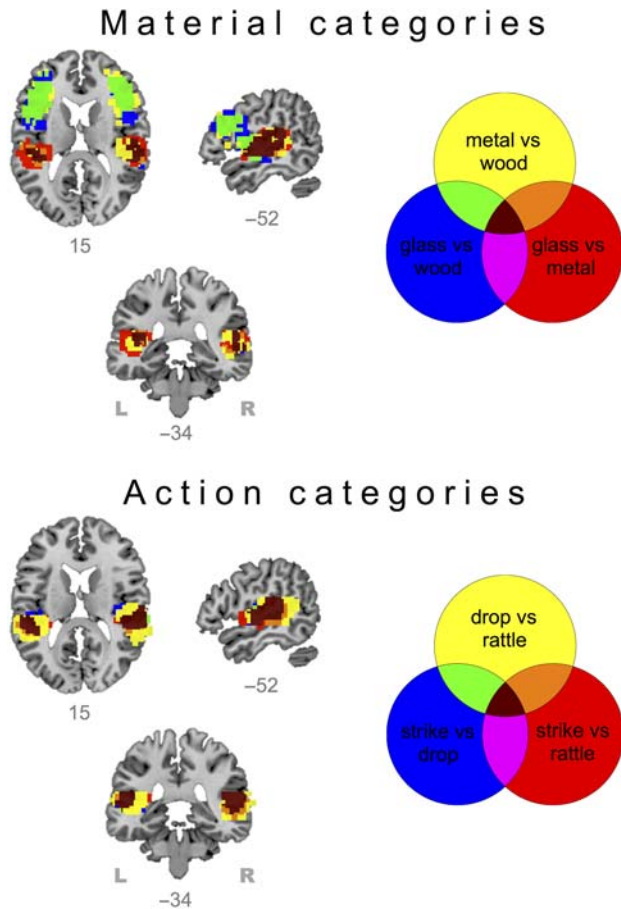 Material categories
15
–52
metal vs
wood
glass vs
wood
glass vs
metal
L R
–34
Action categories
15
–52
drop vs
rattle
strike vs
drop
strike vs
rattle
L R
–34